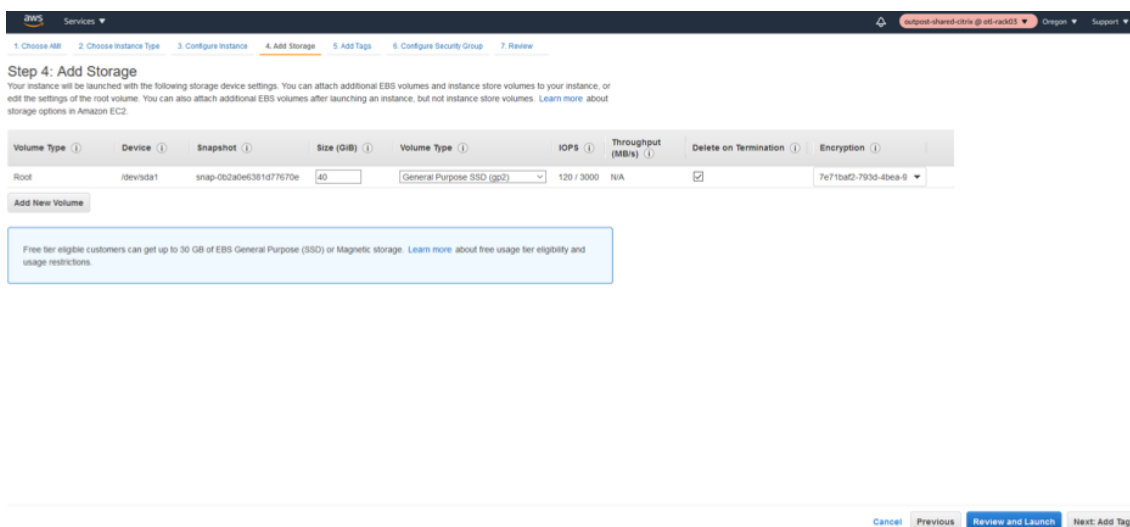 aws Services outpost-shared-citrix @ otl-rack03 Oregon Support
1. Choose AMI 2. Choose Instance Type 3. Configure Instance 4. Add Storage 5. Add Tags 6. Configure Security Group 7. Review
Step 4: Add Storage
Your instance will be launched with the following storage device settings. You can attach additional EBS volumes and instance store volumes to your instance, or
edit the settings of the root volume. You can also attach additional EBS volumes after launching an instance, but not instance store volumes. Learn more about
storage options in Amazon EC2.
Volume Type Device Snapshot Size (GiB) Volume Type IOPS Throughput (MB/s) Delete on Termination Encryption
Root /dev/sda1 snap-0b2a0e6381d77670e 40 General Purpose SSD (gp2) 120 / 3000 N/A 7e71baf2-793d-4bea-9
Add New Volume
Free tier eligible customers can get up to 30 GB of EBS General Purpose (SSD) or Magnetic storage. Learn more about free usage tier eligibility and
usage restrictions.
Cancel Previous Review and Launch Next: Add Tag